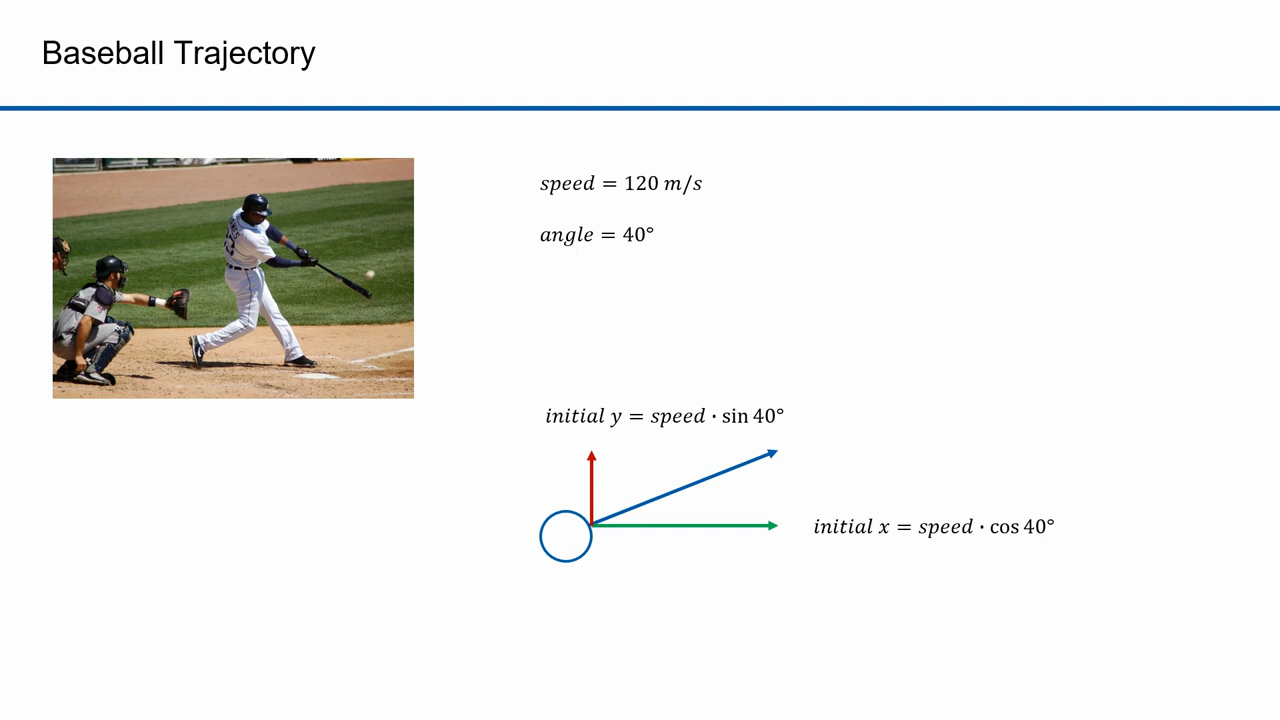 Baseball Trajectory
speed = 120 m/s
angle = 40°
initial y = speed · sin 40°
initial x = speed · cos 40°